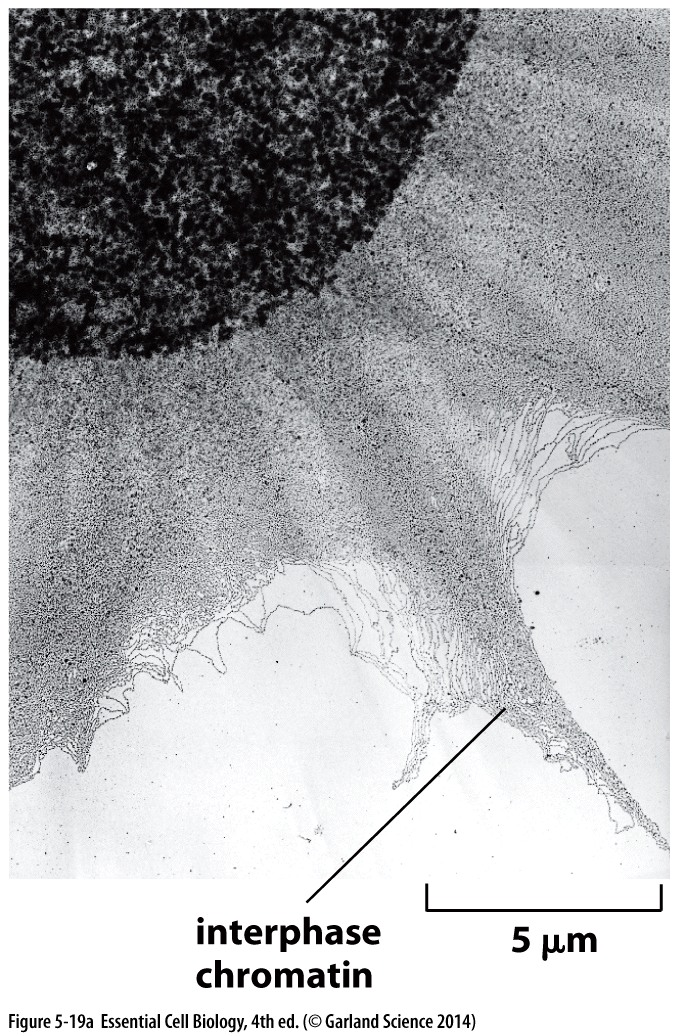 interphase
chromatin
5 μm
Figure 5-19a Essential Cell Biology, 4th ed. (© Garland Science 2014)